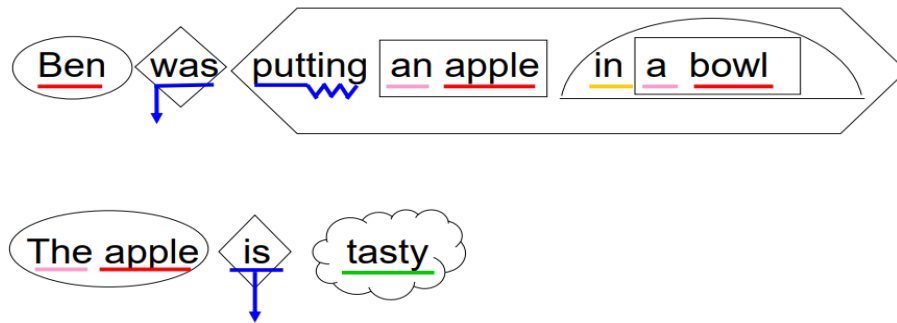 Ben was putting an apple in a bowl
The apple is tasty